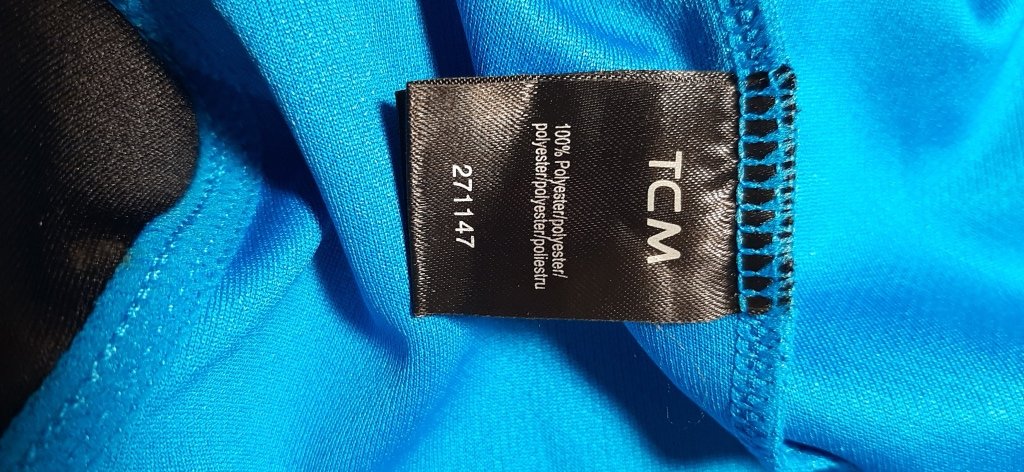 TCM
100% Polyester/polyester/
polyester/polyester/poliestru
271147